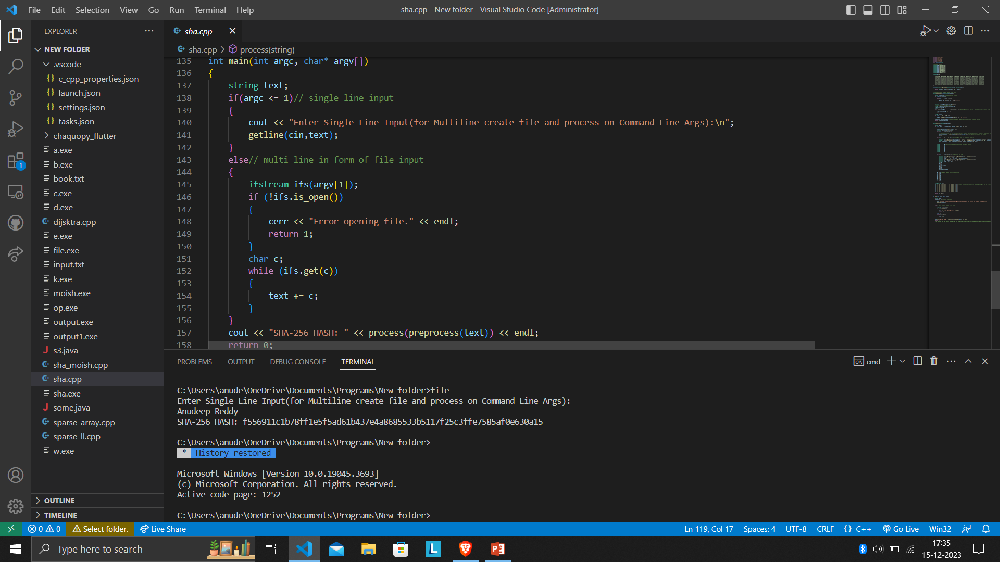 File Edit Selection View Go Run Terminal Help
sha.cpp - New folder - Visual Studio Code [Administrator]
EXPLORER
NEW FOLDER
.vscode
c_cpp_properties.json
launch.json
settings.json
tasks.json
chaquopy_flutter
a.exe
b.exe
book.txt
c.exe
d.exe
dijsktra.cpp
e.exe
file.exe
input.txt
k.exe
moish.exe
op.exe
output.exe
output1.exe
s3.java
sha_moish.cpp
sha.cpp
sha.exe
some.java
sparse_array.cpp
sparse_ll.cpp
w.exe
OUTLINE
TIMELINE
1
sha.cpp
sha.cpp > process(string)
135 int main(int argc, char* argv[])
136 {
137 string text;
138 if(argc <= 1)// single line input
139 {
140 cout << "Enter Single Line Input(for Multiline create file and process on Command Line Args):\n";
141 getline(cin,text);
142 }
143 else// multi line in form of file input
144 {
145 ifstream ifs(argv[1]);
146 if (!ifs.is_open())
147 {
148 cerr << "Error opening file." << endl;
149 return 1;
150 }
151 char c;
152 while (ifs.get(c))
153 {
154 text += c;
155 }
156 }
157 cout << "SHA-256 HASH: " << process(preprocess(text)) << endl;
158 return 0;
PROBLEMS OUTPUT DEBUG CONSOLE TERMINAL
cmd
C:\Users\anude\OneDrive\Documents\Programs\New folder>file
Enter Single Line Input(for Multiline create file and process on Command Line Args):
Anudeep Reddy
SHA-256 HASH: f556911c1b78ff1e5f5ad61b437e4a8685533b5117f25c3ffe7585af0e630a15
C:\Users\anude\OneDrive\Documents\Programs\New folder>
* History restored
Microsoft Windows [Version 10.0.19045.3693]
(c) Microsoft Corporation. All rights reserved.
Active code page: 1252
C:\Users\anude\OneDrive\Documents\Programs\New folder>
0 0 Select folder. Live Share
Ln 119, Col 17 Spaces: 4 UTF-8 CRLF {} C++ Go Live Win32
Type here to search
17:35
15-12-2023